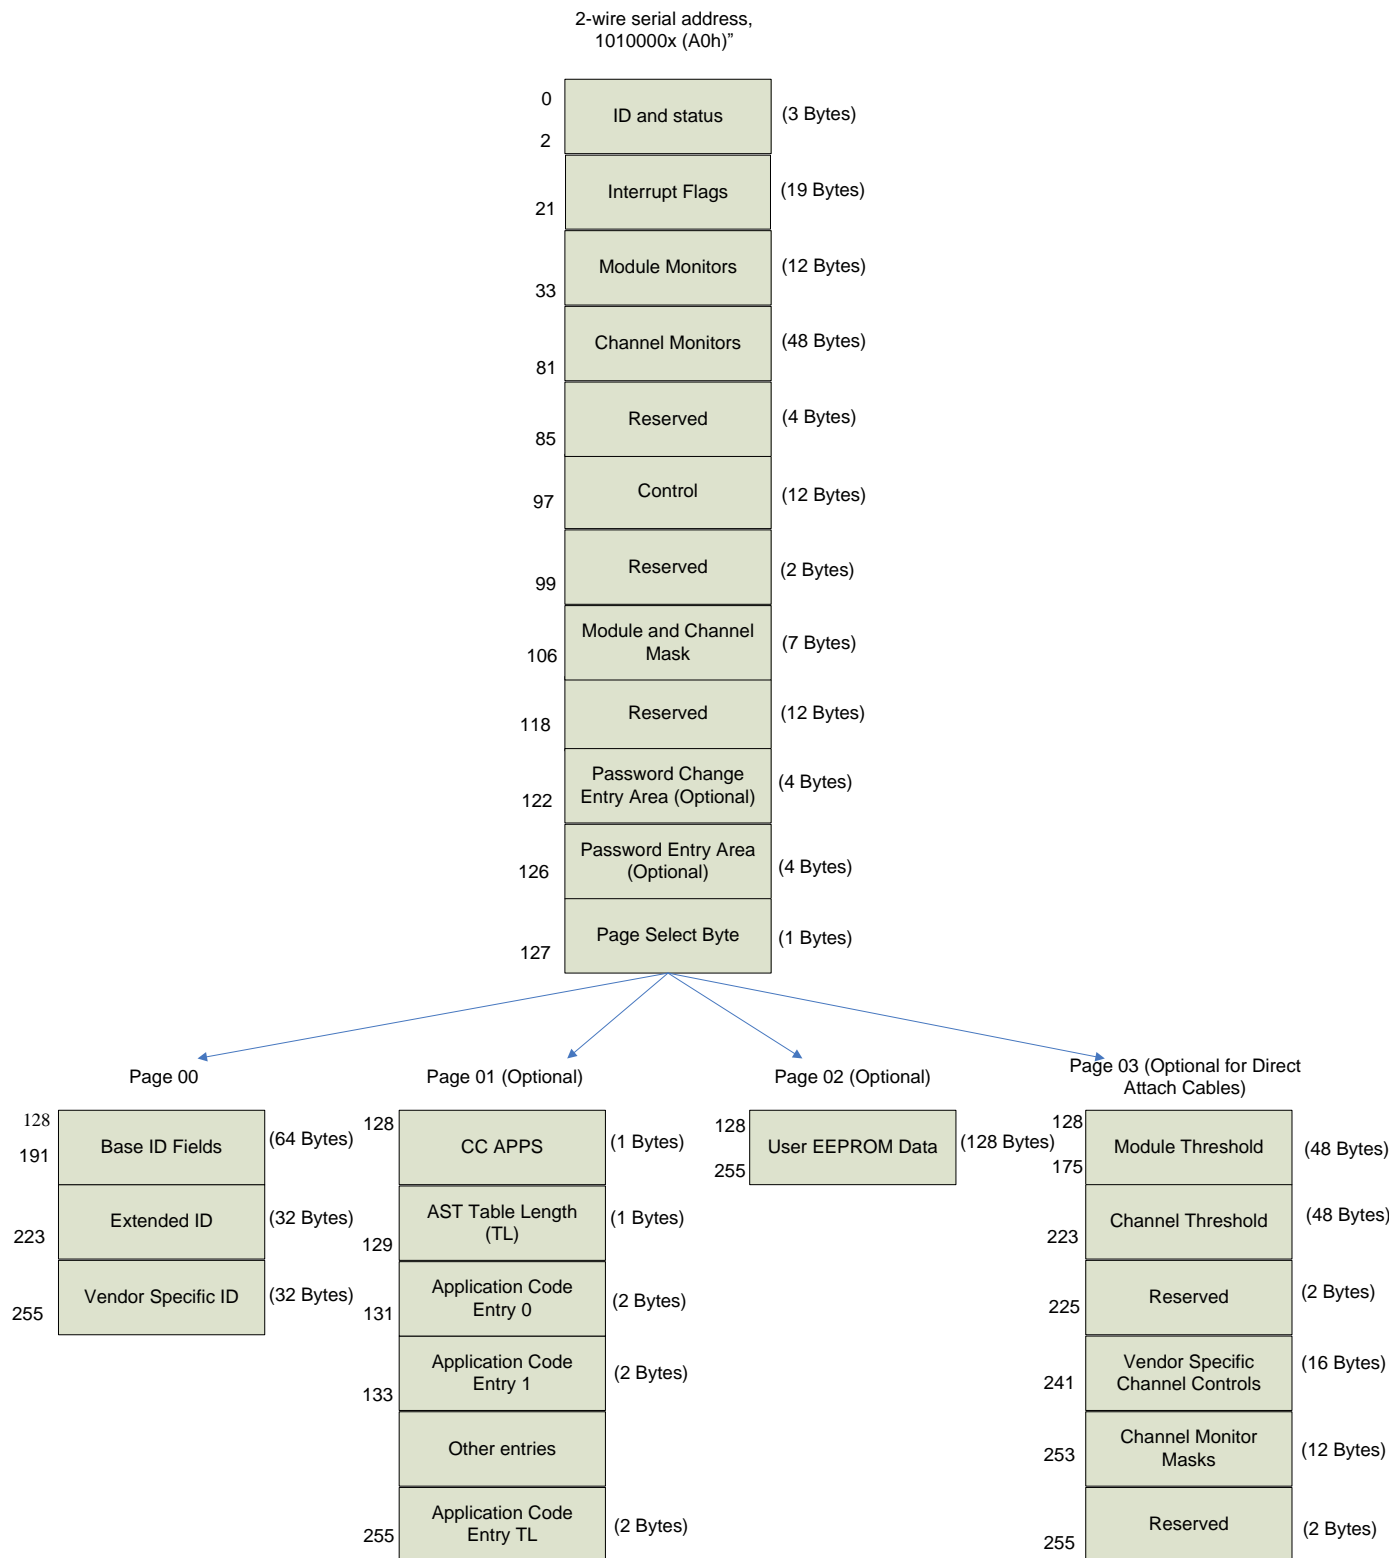 2-wire serial address,
1010000x (A0h)”
0
ID and status
(3 Bytes)
2
Interrupt Flags
(19 Bytes)
21
Module Monitors
(12 Bytes)
33
Channel Monitors
(48 Bytes)
81
Reserved
(4 Bytes)
85
Control
(12 Bytes)
97
Reserved
(2 Bytes)
99
Module and Channel
Mask
(7 Bytes)
106
Reserved
(12 Bytes)
118
Password Change
Entry Area (Optional)
(4 Bytes)
122
Password Entry Area
(Optional)
(4 Bytes)
126
Page Select Byte
(1 Bytes)
127
Page 00
128
Base ID Fields
(64 Bytes)
191
Extended ID
(32 Bytes)
223
Vendor Specific ID
(32 Bytes)
255
Page 01 (Optional)
128
CC APPS
(1 Bytes)
AST Table Length
(TL)
(1 Bytes)
129
Application Code
Entry 0
(2 Bytes)
131
Application Code
Entry 1
(2 Bytes)
133
Other entries
Application Code
Entry TL
(2 Bytes)
255
Page 02 (Optional)
128
User EEPROM Data
(128 Bytes)
255
Page 03 (Optional for Direct
Attach Cables)
128
Module Threshold
(48 Bytes)
175
Channel Threshold
(48 Bytes)
223
Reserved
(2 Bytes)
225
Vendor Specific
Channel Controls
(16 Bytes)
241
Channel Monitor
Masks
(12 Bytes)
253
Reserved
(2 Bytes)
255